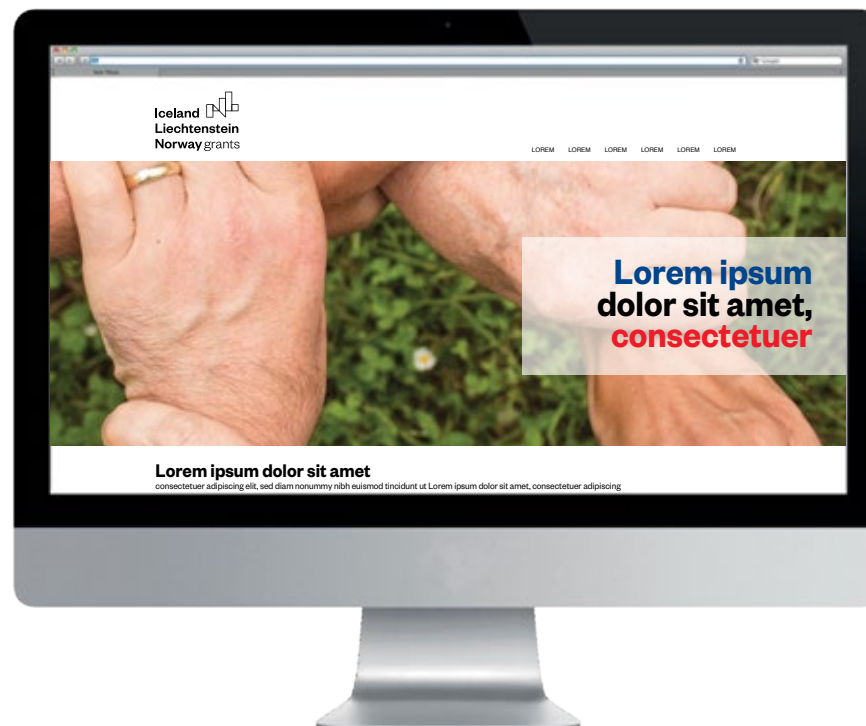 Iceland
Liechtenstein
Norway grants
LOREM LOREM LOREM LOREM LOREM LOREM
Lorem ipsum
dolor sit amet,
consectetuer
Lorem ipsum dolor sit amet
consectetuer adipiscing elit, sed diam nonummy nibh euismod tincidunt ut Lorem ipsum dolor sit amet, consectetuer adipiscing